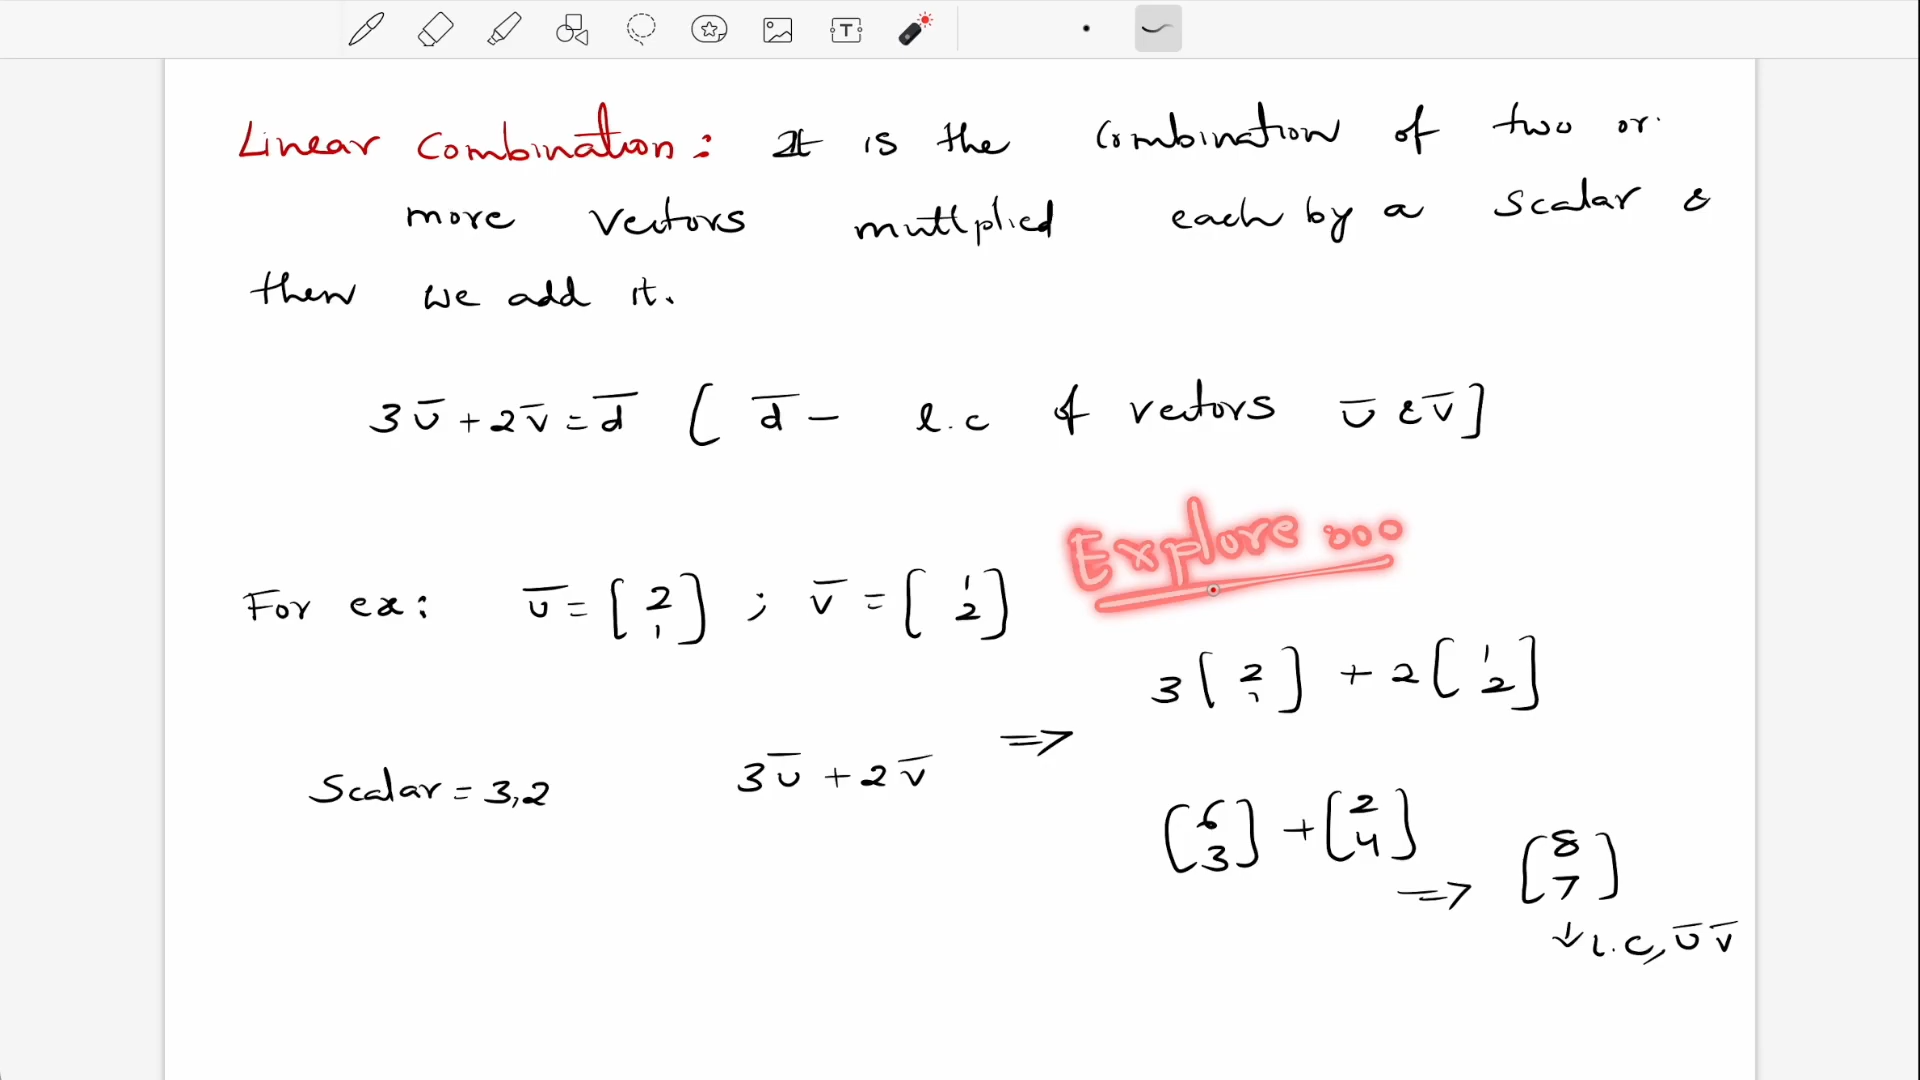 Linear Combination: It is the combination of two or
more vectors multiplied each by a scalar &
then we add it.
3u̅ + 2v̅ = d̅ [ d̅ – l.c of vectors u̅ & v̅ ]
Explore ...
For ex: u̅ = [2 1] ; v̅ = [1 2]
3[2 1] + 2[1 2]
Scalar = 3,2 3u̅ + 2v̅ =>
[6 3] + [2 4] => [8 7]
↓ l.c, u̅ v̅